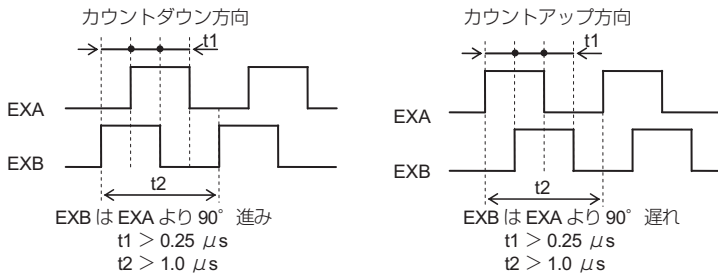 カウントダウン方向
t1
EXA
EXB
t2
EXB は EXA より 90° 進み
t1 > 0.25 μs
t2 > 1.0 μs
カウントアップ方向
t1
EXA
EXB
t2
EXB は EXA より 90° 遅れ
t1 > 0.25 μs
t2 > 1.0 μs